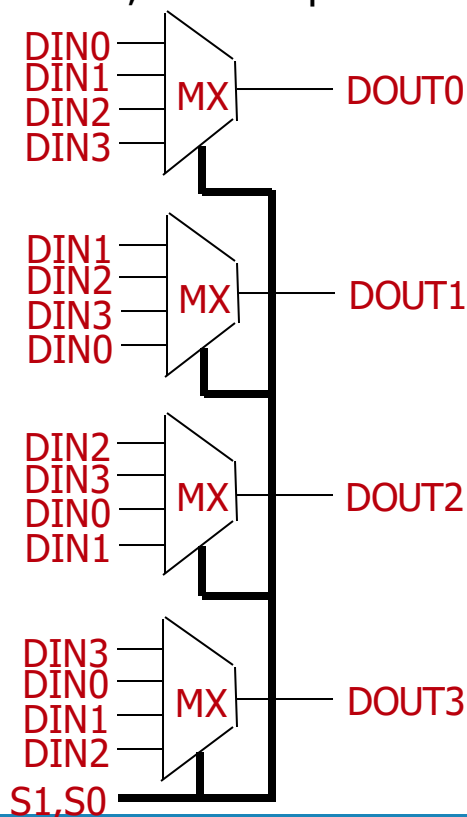 DIN0
DIN1
DIN2
DIN3
MX
DOUT0
DIN1
DIN2
DIN3
DIN0
MX
DOUT1
DIN2
DIN3
DIN0
DIN1
MX
DOUT2
DIN3
DIN0
DIN1
DIN2
MX
DOUT3
S1,S0